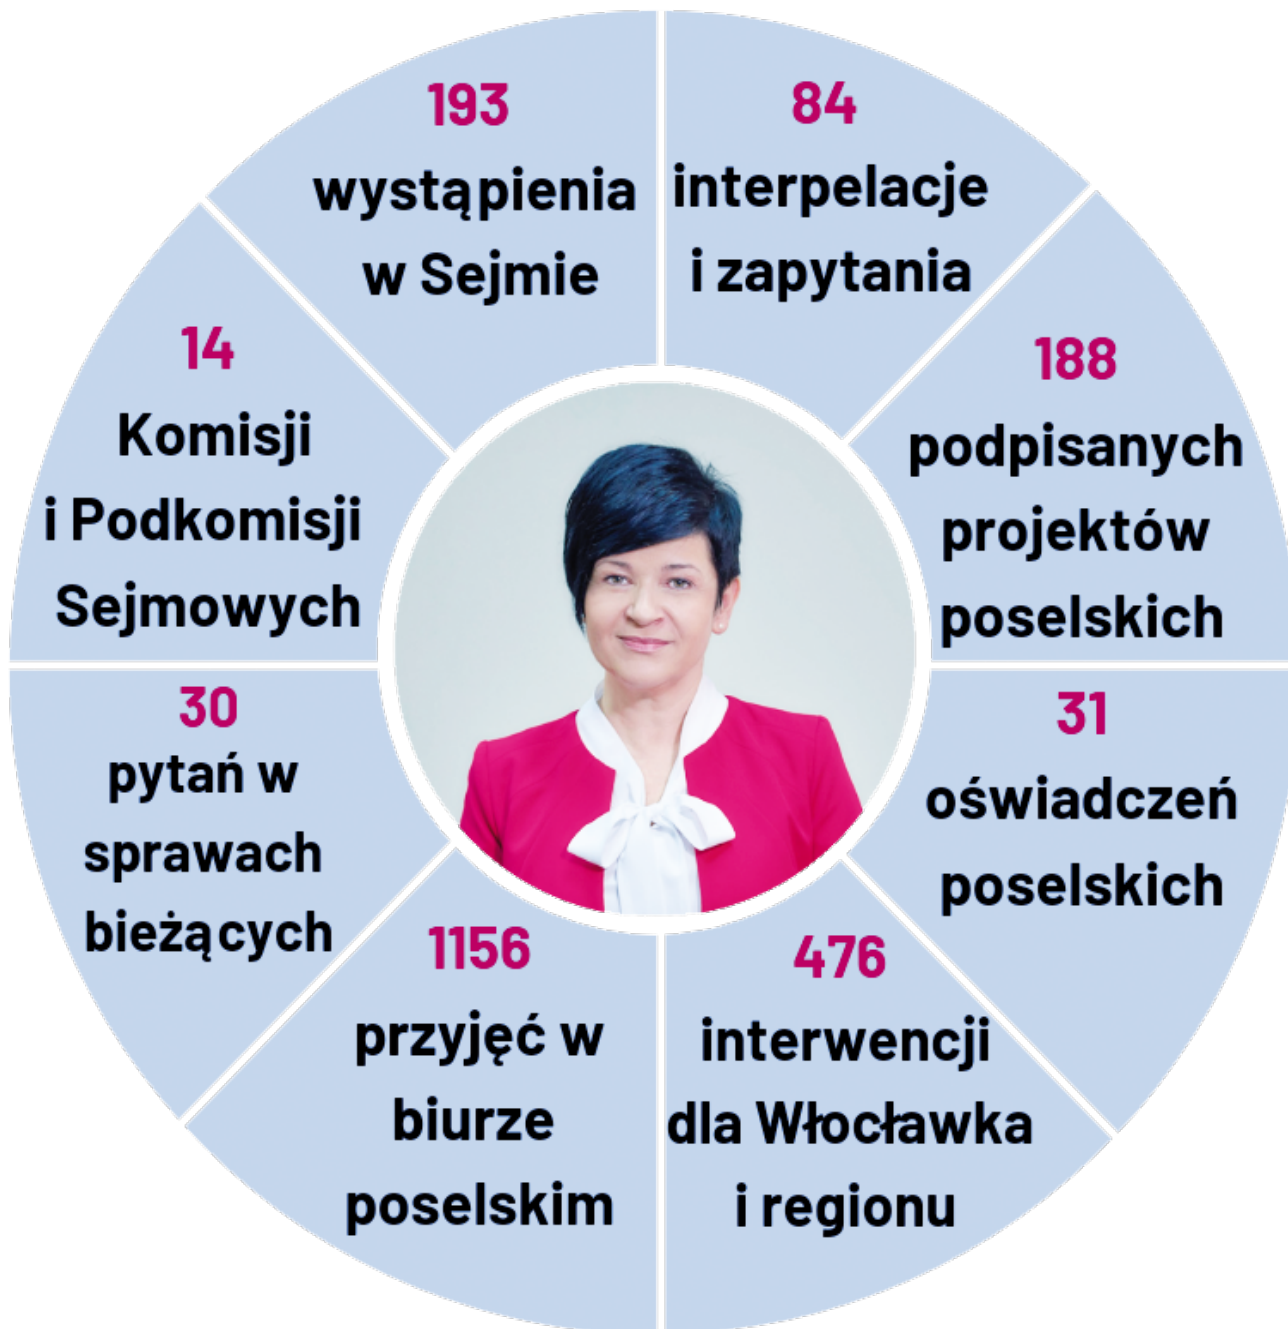 193
wystąpienia
w Sejmie
84
interpelacje
i zapytania
188
podpisanych
projektów
poselskich
31
oświadczeń
poselskich
476
interwencji
dla Włocławka
i regionu
1156
przyjęć w
biurze
poselskim
30
pytań w
sprawach
bieżących
14
Komisji
i Podkomisji
Sejmowych